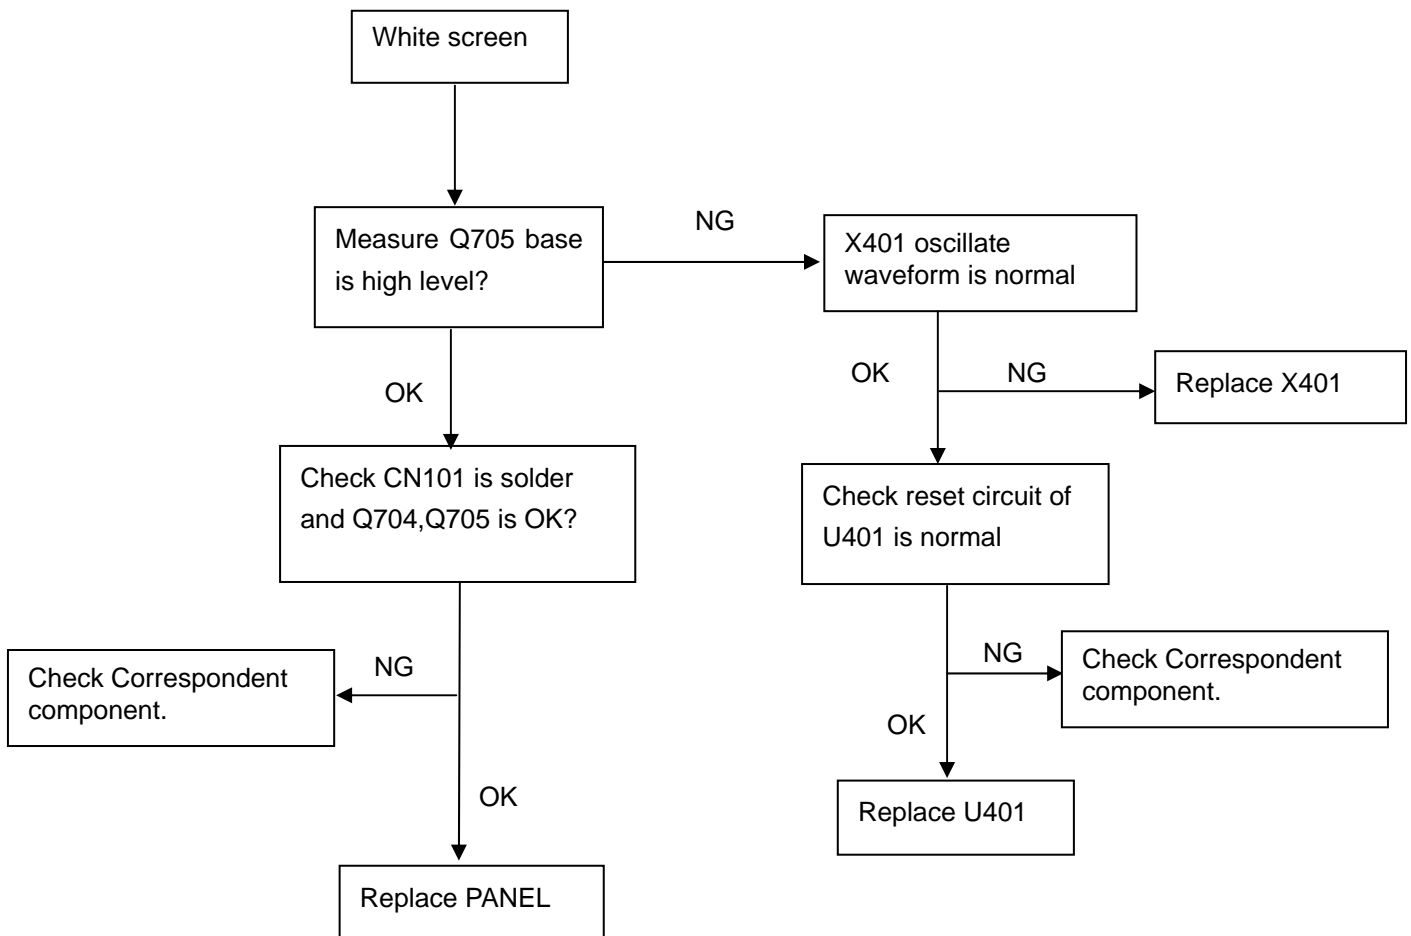 White screen
Measure Q705 base
is high level?
NG
X401 oscillate
waveform is normal
OK
OK
NG
Replace X401
Check CN101 is solder
and Q704,Q705 is OK?
Check reset circuit of
U401 is normal
Check Correspondent
component.
NG
NG
Check Correspondent
component.
OK
OK
Replace U401
Replace PANEL